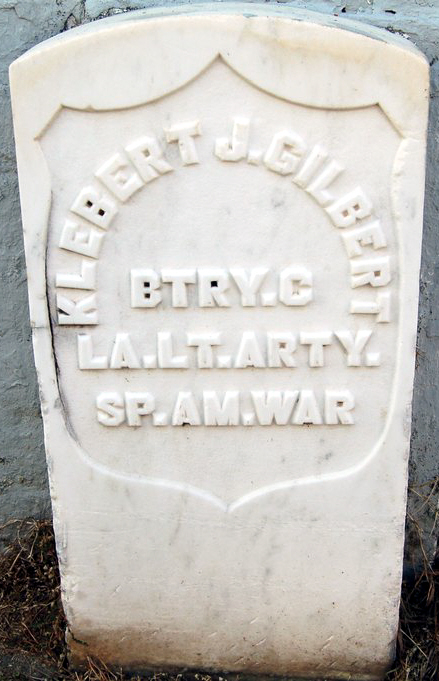 KLEBERT J. GILBERT
BTRY. C
LA. LT. ARTY.
SP. AM. WAR